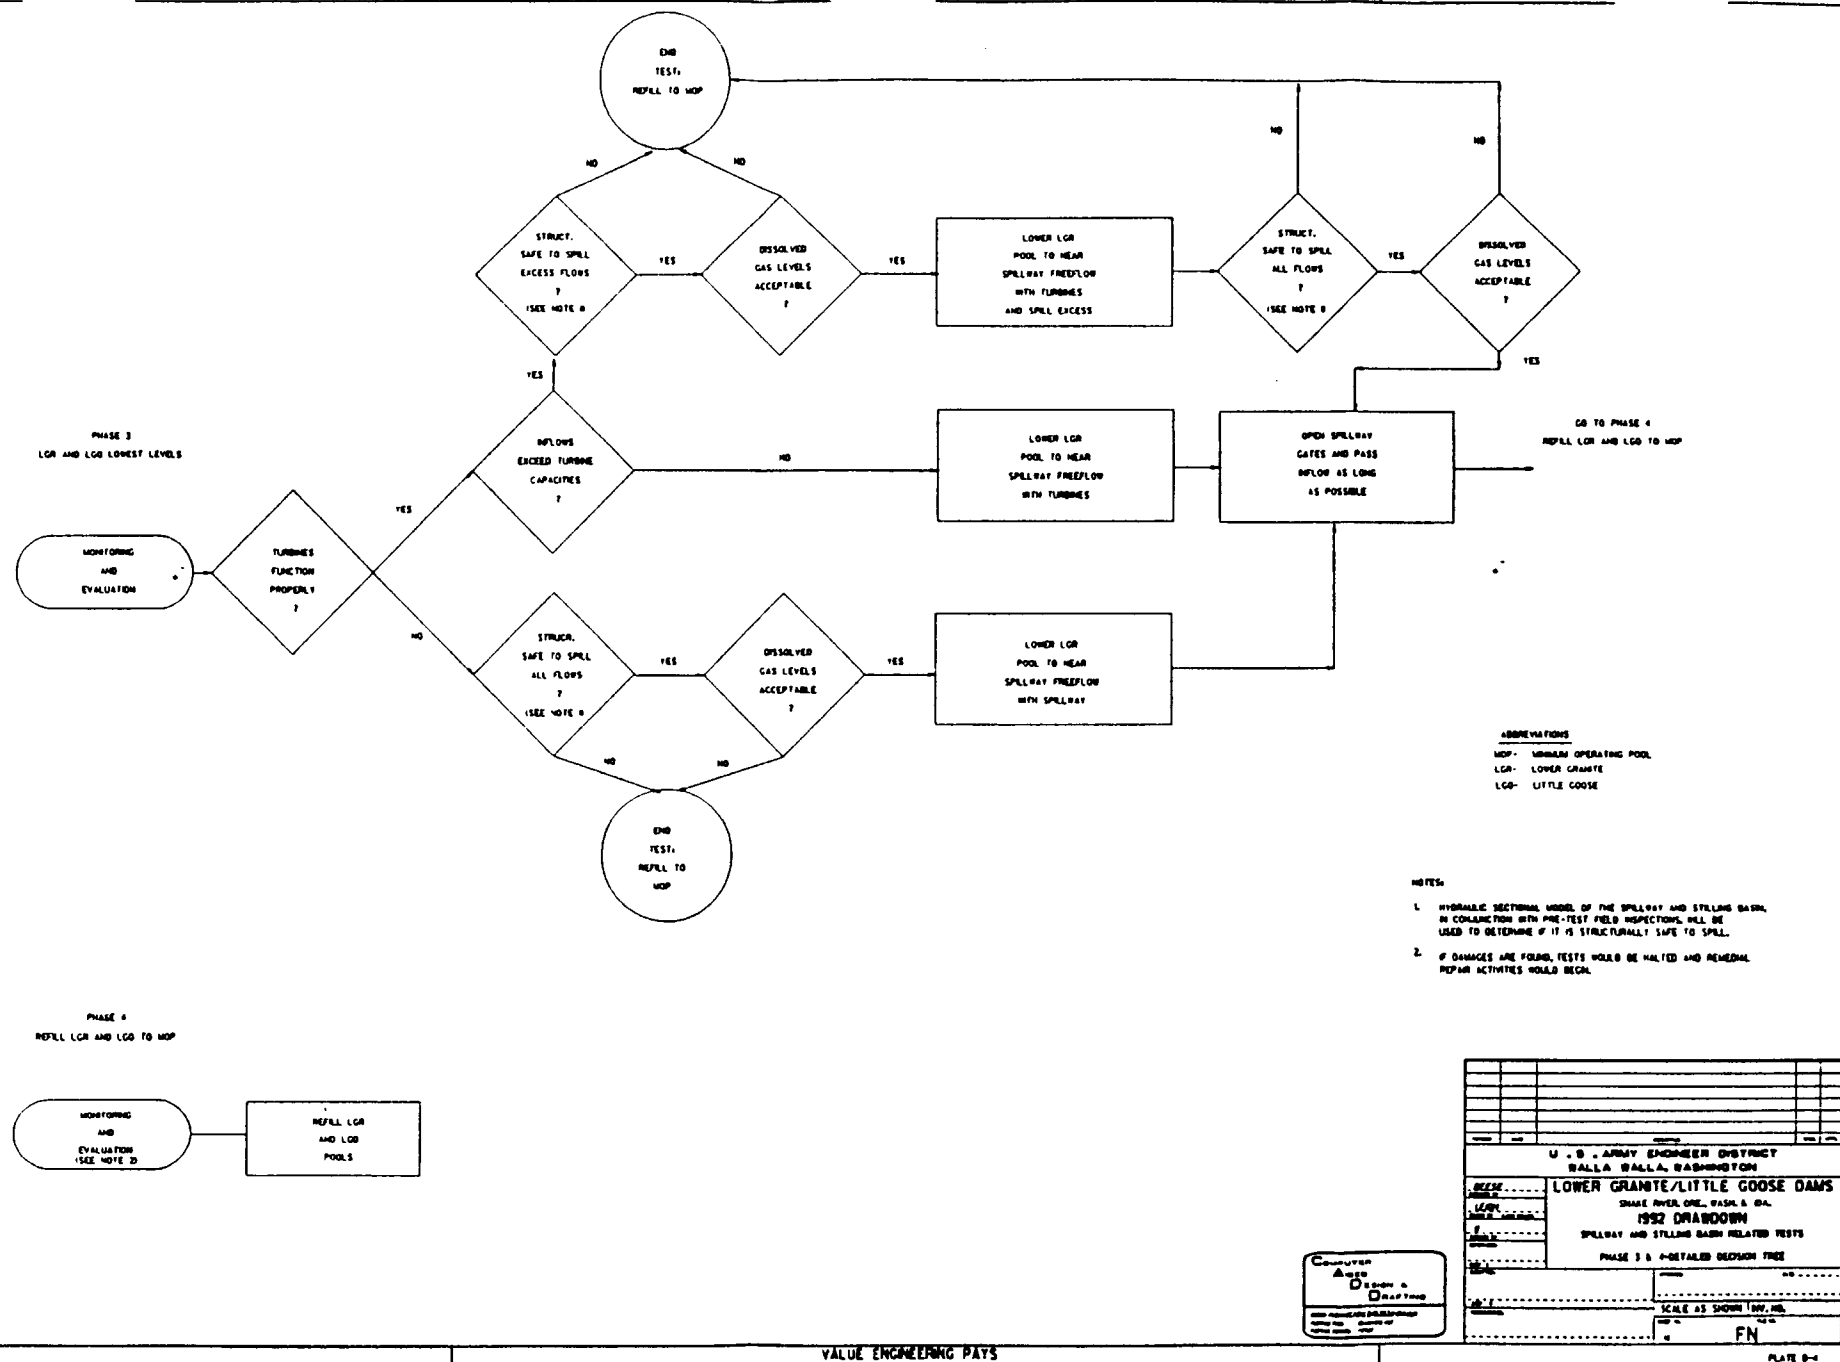 END
TEST:
REFILL TO MOP
NO
NO
NO
NO
STRUCT.
SAFE TO SPILL
EXCESS FLOWS
?
(SEE NOTE 1)
YES
DISSOLVED
GAS LEVELS
ACCEPTABLE
?
YES
LOWER LGR
POOL TO NEAR
SPILLWAY FREEFLOW
WITH TURBINES
AND SPILL EXCESS
STRUCT.
SAFE TO SPILL
ALL FLOWS
?
(SEE NOTE 1)
YES
DISSOLVED
GAS LEVELS
ACCEPTABLE
?
YES
YES
PHASE 3
LGR AND LGO LOWEST LEVELS
INFLOWS
EXCEED TURBINE
CAPACITIES
?
NO
LOWER LGR
POOL TO NEAR
SPILLWAY FREEFLOW
WITH TURBINES
OPEN SPILLWAY
GATES AND PASS
INFLOW AS LONG
AS POSSIBLE
GO TO PHASE 4
REFILL LGR AND LGO TO MOP
YES
MONITORING
AND
EVALUATION
TURBINES
FUNCTION
PROPERLY
?
NO
STRUCR.
SAFE TO SPILL
ALL FLOWS
?
(SEE NOTE 1)
YES
DISSOLVED
GAS LEVELS
ACCEPTABLE
?
YES
LOWER LGR
POOL TO NEAR
SPILLWAY FREEFLOW
WITH SPILLWAY
NO
NO
END
TEST:
REFILL TO
MOP
ABBREVIATIONS
MOP- MINIMUM OPERATING POOL
LGR- LOWER GRANITE
LGO- LITTLE GOOSE
NOTES:
1. HYDRAULIC SECTIONAL MODEL OF THE SPILLWAY AND STILLING BASIN,
IN CONJUNCTION WITH PRE-TEST FIELD INSPECTIONS, WILL BE
USED TO DETERMINE IF IT IS STRUCTURALLY SAFE TO SPILL.
2. IF DAMAGES ARE FOUND, TESTS WOULD BE HALTED AND REMEDIAL
REPAIR ACTIVITIES WOULD BEGIN.
PHASE 4
REFILL LGR AND LGO TO MOP
MONITORING
AND
EVALUATION
(SEE NOTE 2)
REFILL LGR
AND LGO
POOLS
U.S. ARMY ENGINEER DISTRICT
WALLA WALLA, WASHINGTON
REESE
LOWER GRANITE/LITTLE GOOSE DAMS
SNAKE RIVER, ORE., WASH. & IDA.
1992 DRAWDOWN
SPILLWAY AND STILLING BASIN RELATED TESTS
PHASE 3 & 4-DETAILED DECISION TREE
SCALE AS SHOWN INV. NO.
FN
COMPUTER
AIDED
DESIGN &
DRAFTING
VALUE ENGINEERING PAYS
PLATE B-4